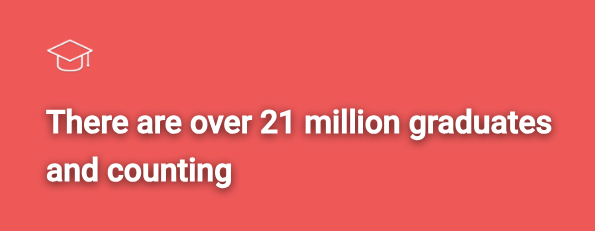 There are over 21 million graduates
and counting